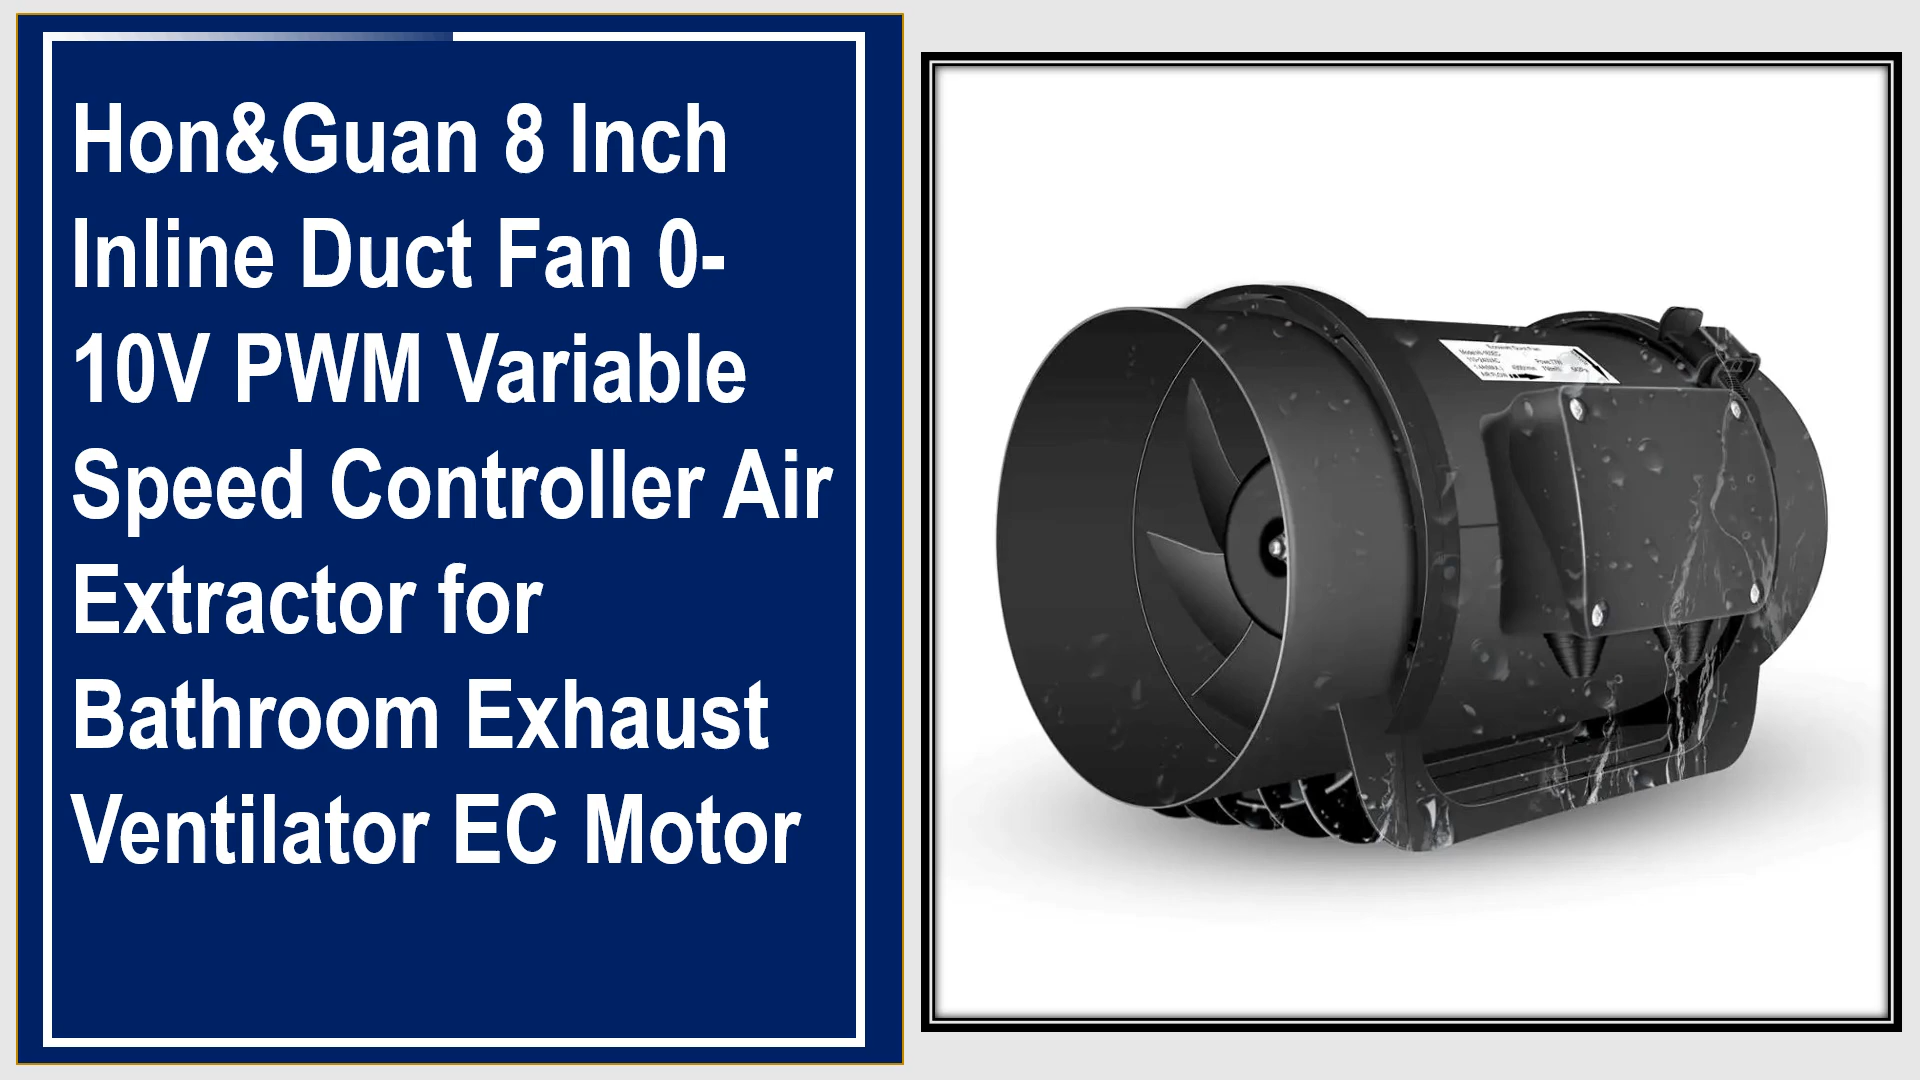 Hon&Guan 8 Inch
Inline Duct Fan 0-
10V PWM Variable
Speed Controller Air
Extractor for
Bathroom Exhaust
Ventilator EC Motor